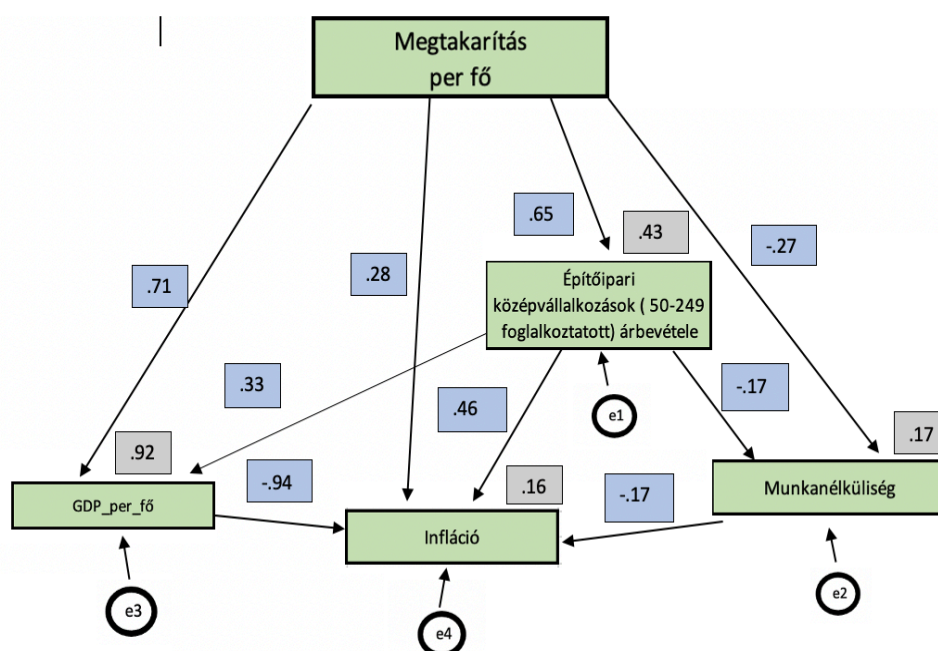 Megtakarítás
per fő
.65
.43
-.27
.71
.28
Építőipari
középvállalkozások ( 50-249
foglalkoztatott) árbevétele
.33
.46
-.17
e1
.92
.17
-.94
.16
-.17
Munkanélküliség
GDP_per_fő
Infláció
e3
e4
e2